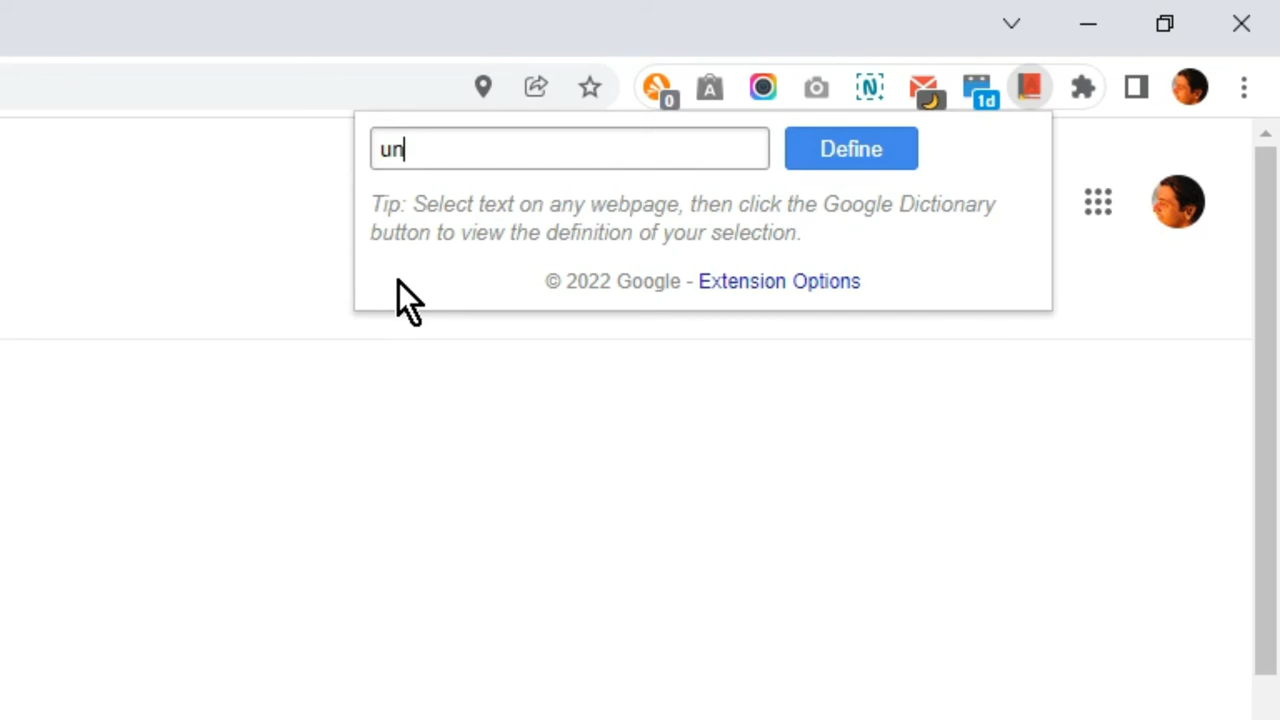 0
A
N
1d
un
Define
Tip: Select text on any webpage, then click the Google Dictionary
button to view the definition of your selection.
© 2022 Google - Extension Options